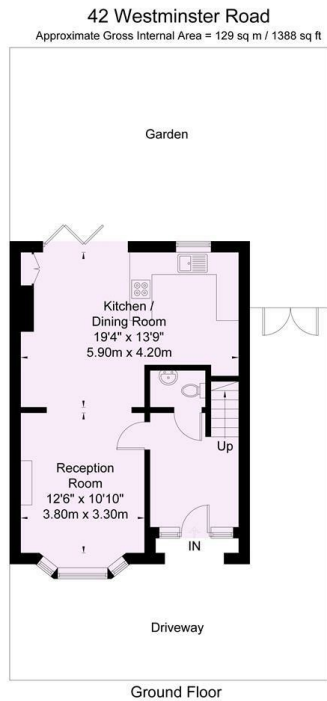 42 Westminster Road
Approximate Gross Internal Area = 129 sq m / 1388 sq ft
Garden
Kitchen /
Dining Room
19'4" x 13'9"
5.90m x 4.20m
Up
Reception
Room
12'6" x 10'10"
3.80m x 3.30m
IN
Driveway
Ground Floor